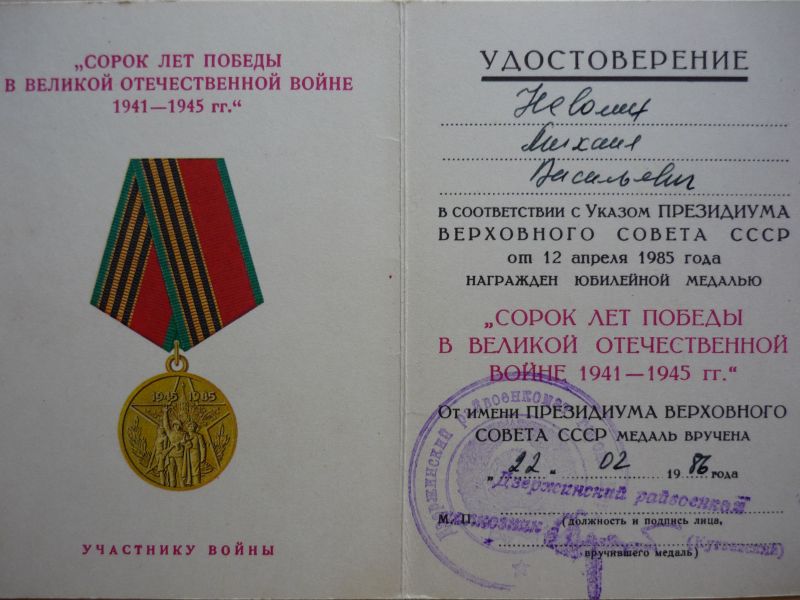 „СОРОК ЛЕТ ПОБЕДЫ
В ВЕЛИКОЙ ОТЕЧЕСТВЕННОЙ ВОЙНЕ
1941—1945 гг.“
1945 1985
УЧАСТНИКУ ВОЙНЫ
УДОСТОВЕРЕНИЕ
Михаил
Васильевич
В СООТВЕТСТВИИ С УКАЗОМ ПРЕЗИДИУМА
ВЕРХОВНОГО СОВЕТА СССР
от 12 апреля 1985 года
НАГРАЖДЕН ЮБИЛЕЙНОЙ МЕДАЛЬЮ
„СОРОК ЛЕТ ПОБЕДЫ
В ВЕЛИКОЙ ОТЕЧЕСТВЕННОЙ
ВОЙНЕ 1941—1945 гг.“
От имени ПРЕЗИДИУМА ВЕРХОВНОГО
СОВЕТА СССР МЕДАЛЬ ВРУЧЕНА
„22“ 02 1986 года
Дзержинский райвоенком
М.П.
(должность и подпись лица,
вручившего медаль)